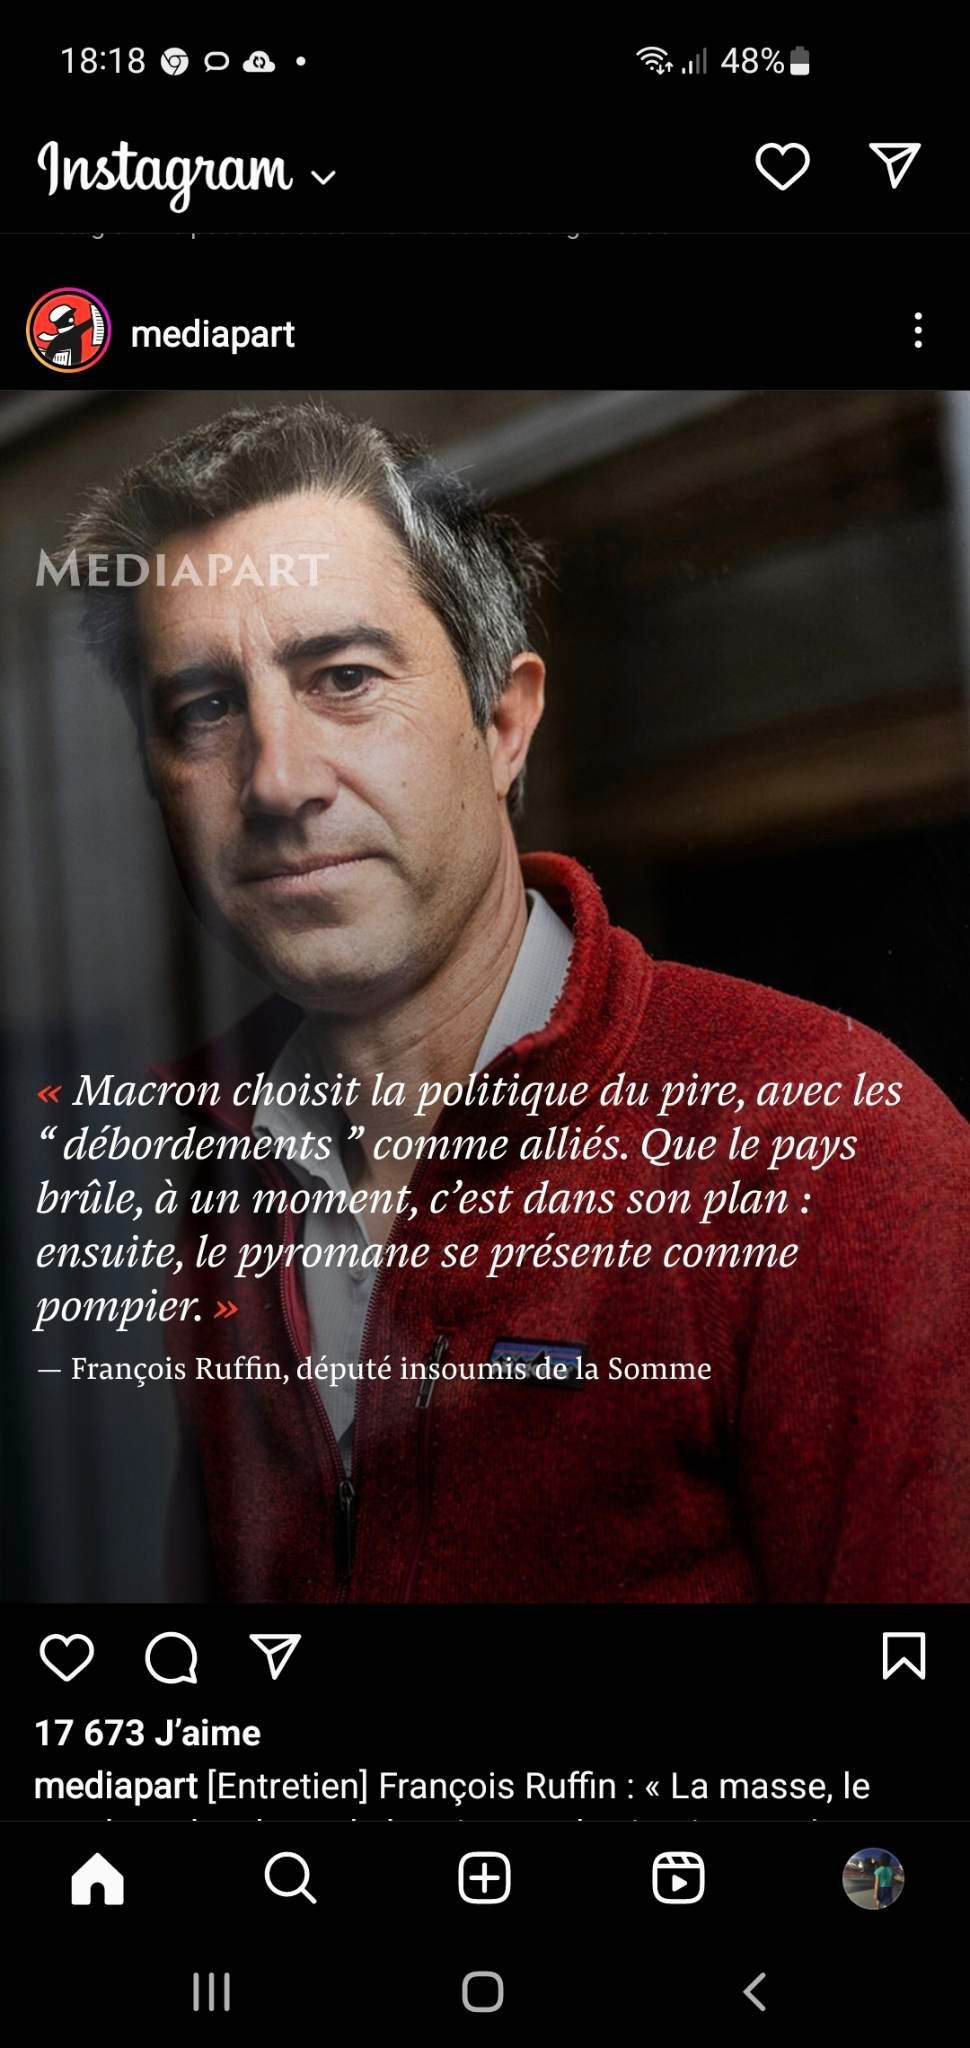 18:18
48%
Instagram
mediapart
MEDIAPART
« Macron choisit la politique du pire, avec les
“ débordements ” comme alliés. Que le pays
brûle, à un moment, c’est dans son plan :
ensuite, le pyromane se présente comme
pompier. »
— François Ruffin, député insoumis de la Somme
17 673 J’aime
mediapart [Entretien] François Ruffin : « La masse, le